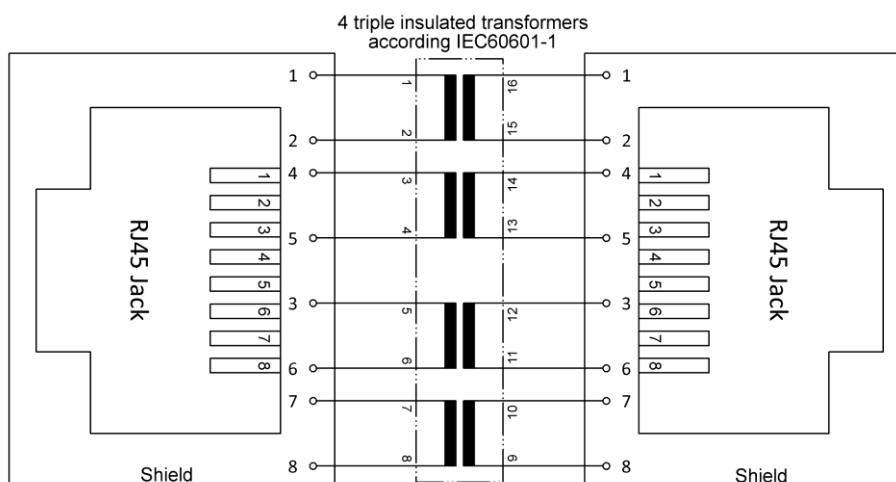 4 triple insulated transformers
according IEC60601-1
1 1 16 1
2 2 15 2
4 3 14 4
5 4 13 5
3 5 12 3
6 6 11 6
7 7 10 7
8 8 9 8
1
2
3
4
5
6
7
8
RJ45 Jack
1
2
3
4
5
6
7
8
RJ45 Jack
Shield
Shield